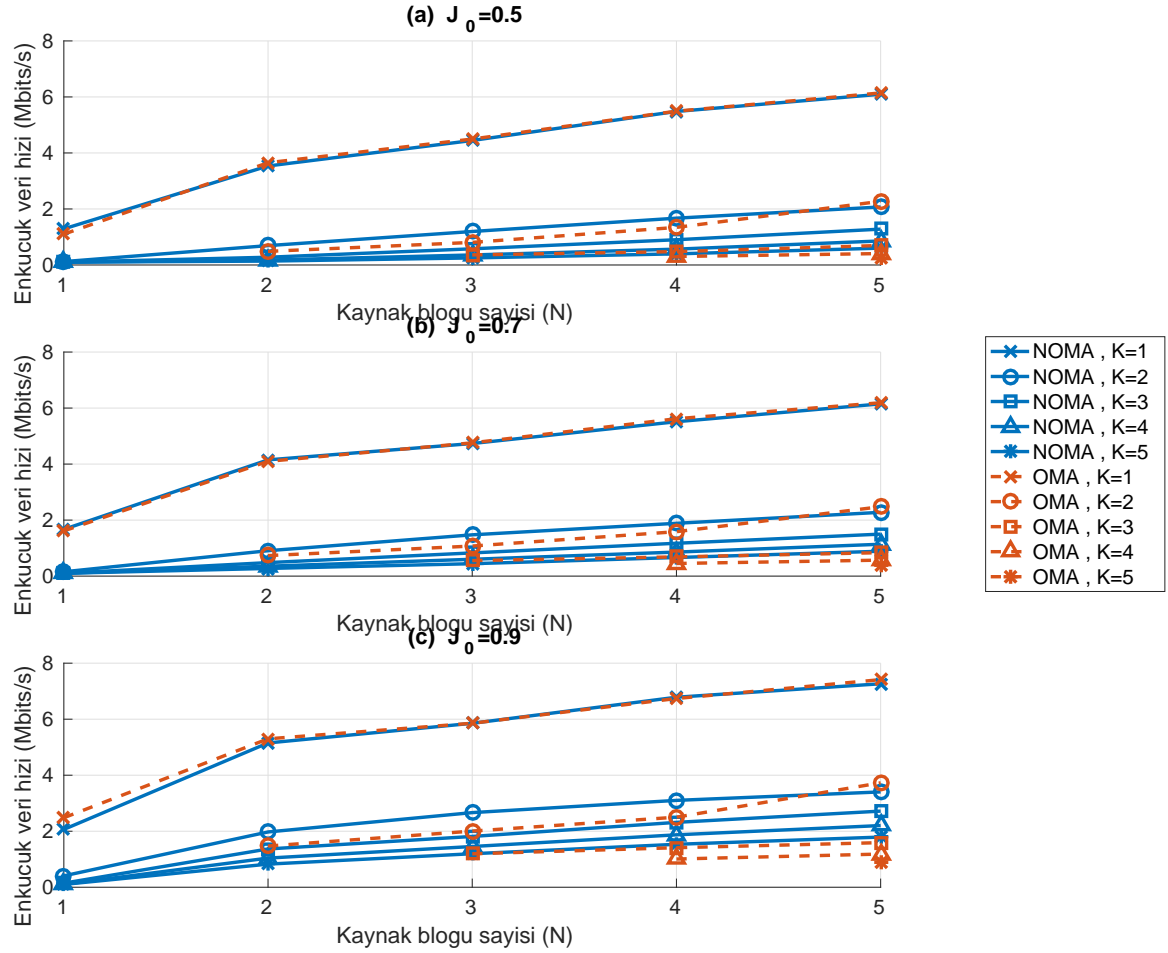 (a) J_0=0.5
8
6
4
2
0
Enkucuk veri hizi (Mbits/s)
1 2 3 4 5
Kaynak blogu sayisi (N)
(b) J_0=0.7
8
6
4
2
0
Enkucuk veri hizi (Mbits/s)
1 2 3 4 5
Kaynak blogu sayisi (N)
(c) J_0=0.9
8
6
4
2
0
Enkucuk veri hizi (Mbits/s)
1 2 3 4 5
Kaynak blogu sayisi (N)
NOMA , K=1
NOMA , K=2
NOMA , K=3
NOMA , K=4
NOMA , K=5
OMA , K=1
OMA , K=2
OMA , K=3
OMA , K=4
OMA , K=5